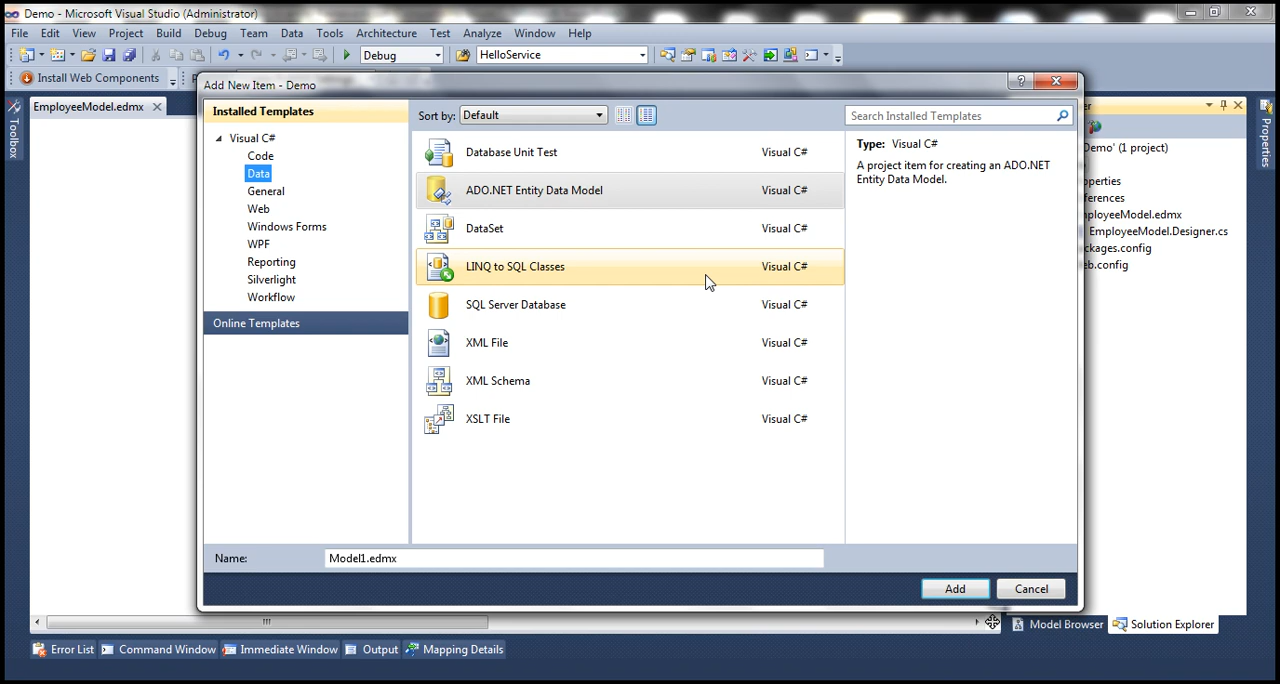 Demo - Microsoft Visual Studio (Administrator)
File Edit View Project Build Debug Team Data Tools Architecture Test Analyze Window Help
Debug HelloService
Install Web Components
Add New Item - Demo
EmployeeModel.edmx
Toolbox
Installed Templates
Visual C#
Code
Data
General
Web
Windows Forms
WPF
Reporting
Silverlight
Workflow
Online Templates
Sort by: Default
Database Unit Test Visual C#
ADO.NET Entity Data Model Visual C#
DataSet Visual C#
LINQ to SQL Classes Visual C#
SQL Server Database Visual C#
XML File Visual C#
XML Schema Visual C#
XSLT File Visual C#
Search Installed Templates
Type: Visual C#
A project item for creating an ADO.NET
Entity Data Model.
Name: Model1.edmx
Add Cancel
er
Demo' (1 project)
operties
ferences
ployeeModel.edmx
EmployeeModel.Designer.cs
ckages.config
eb.config
Properties
Model Browser Solution Explorer
Error List Command Window Immediate Window Output Mapping Details